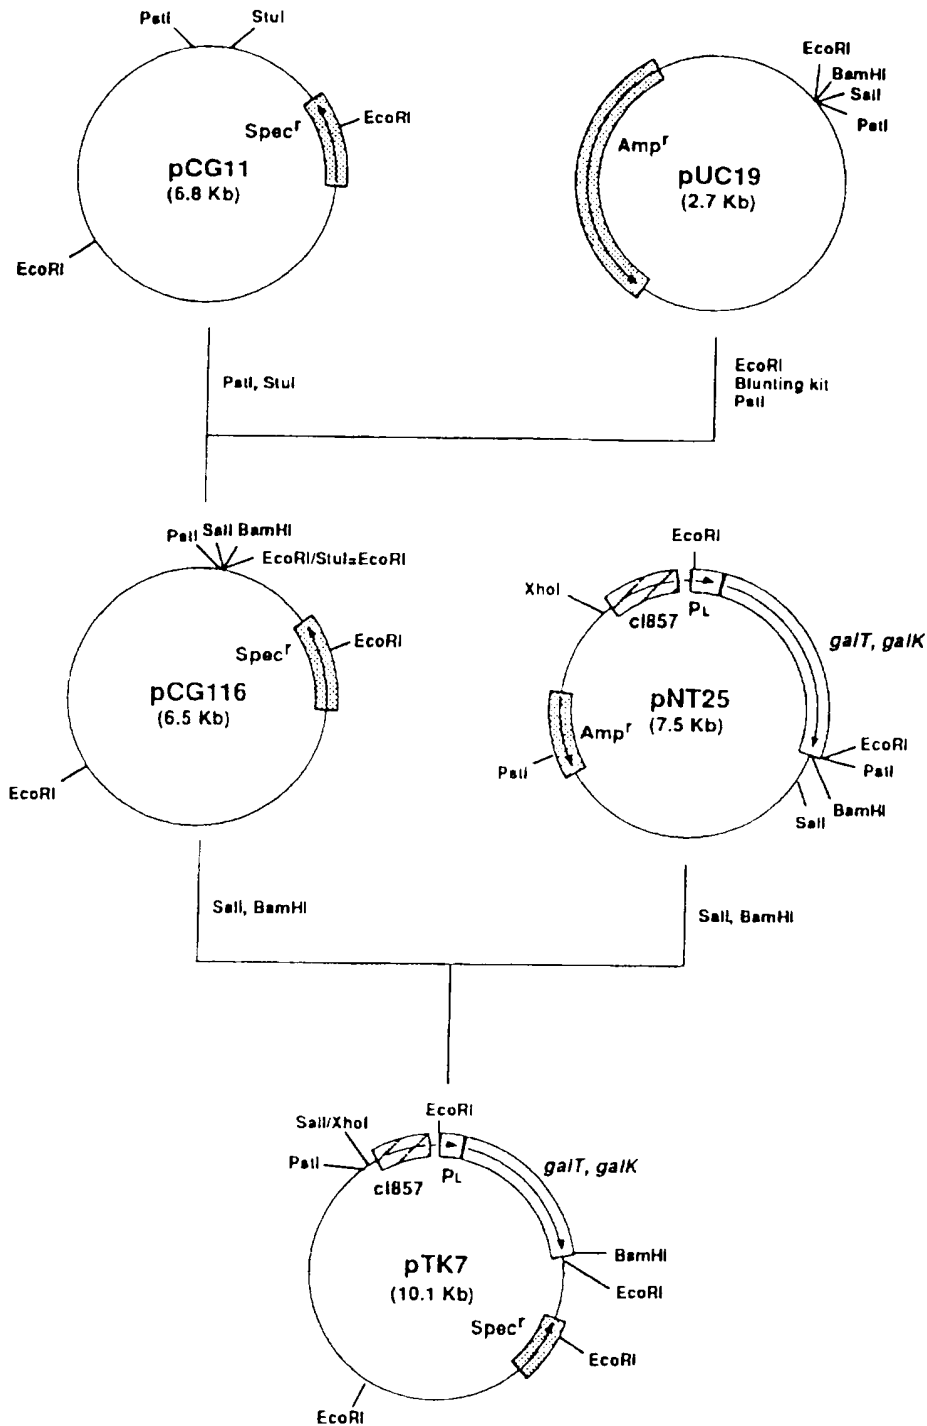 PstI StuI
EcoRI
Spec^r
pCG11
(6.8 Kb)
EcoRI
EcoRI
BamHI
SalI
PstI
Amp^r
pUC19
(2.7 Kb)
PstI, StuI
EcoRI
Blunting kit
PstI
PstI SalI BamHI
EcoRI/StuI=EcoRI
EcoRI
Spec^r
pCG116
(6.5 Kb)
EcoRI
EcoRI
XhoI
cI857
PL
galT, galK
pNT25
(7.5 Kb)
Amp^r
PstI
EcoRI
PstI
BamHI
SalI
SalI, BamHI
SalI, BamHI
EcoRI
SalI/XhoI
PstI
cI857
PL
galT, galK
pTK7
(10.1 Kb)
BamHI
EcoRI
Spec^r
EcoRI
EcoRI